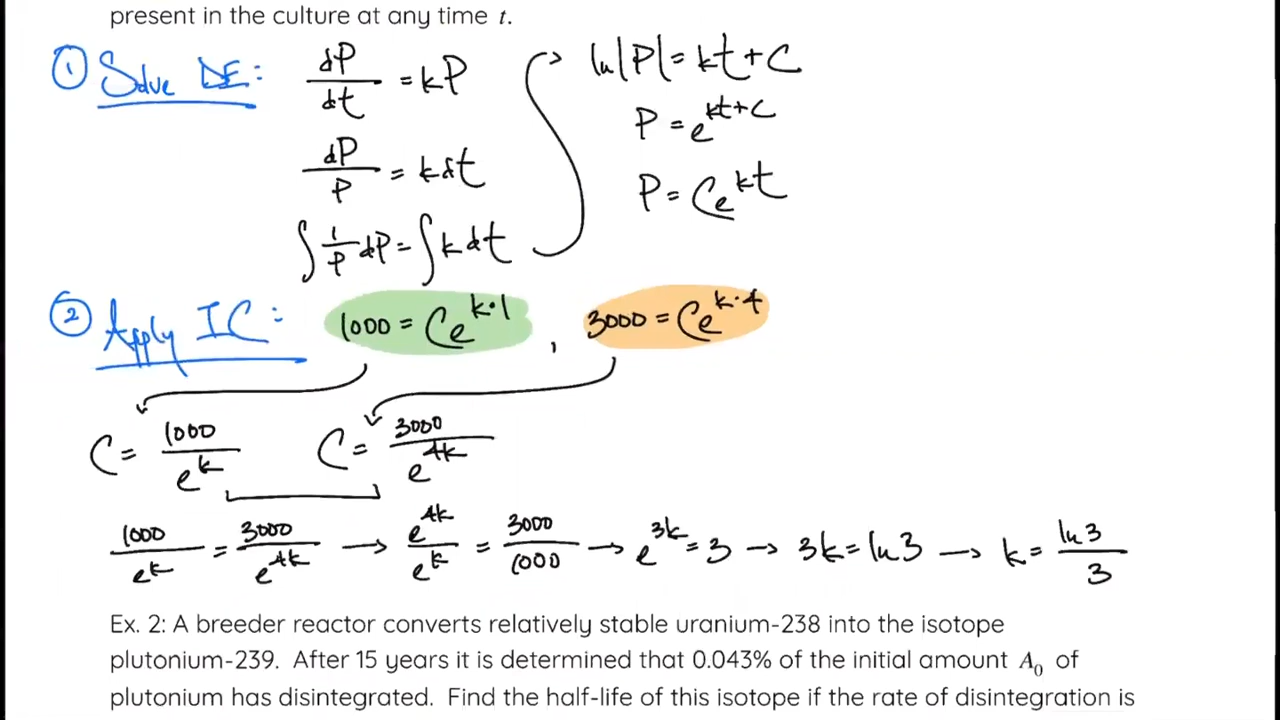 present in the culture at any time t.
① Solve DE: dP/dt = kP
dP/P = kdt
∫ 1/P dP = ∫ k dt
ln|P| = kt + C
P = e^{kt+C}
P = Ce^{kt}
② Apply IC: 1000 = Ce^{k·1} , 3000 = Ce^{k·4}
C = 1000/e^{k} C = 3000/e^{4k}
1000/e^{k} = 3000/e^{4k} → e^{4k}/e^{k} = 3000/1000 → e^{3k} = 3 → 3k = ln3 → k = ln3/3
Ex. 2: A breeder reactor converts relatively stable uranium-238 into the isotope
plutonium-239. After 15 years it is determined that 0.043% of the initial amount A₀ of
plutonium has disintegrated. Find the half-life of this isotope if the rate of disintegration is